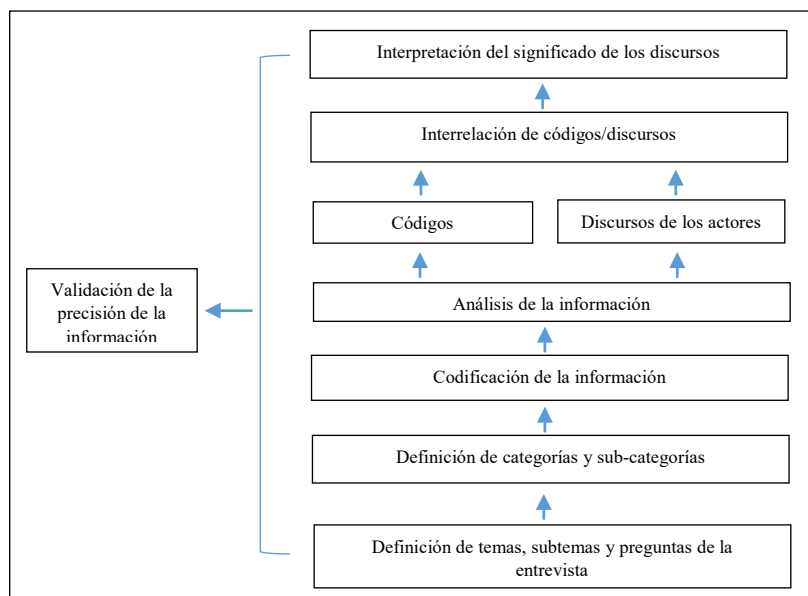 Interpretación del significado de los discursos
Interrelación de códigos/discursos
Códigos
Discursos de los actores
Validación de la
precisión de la
información
Análisis de la información
Codificación de la información
Definición de categorías y sub-categorías
Definición de temas, subtemas y preguntas de la
entrevista